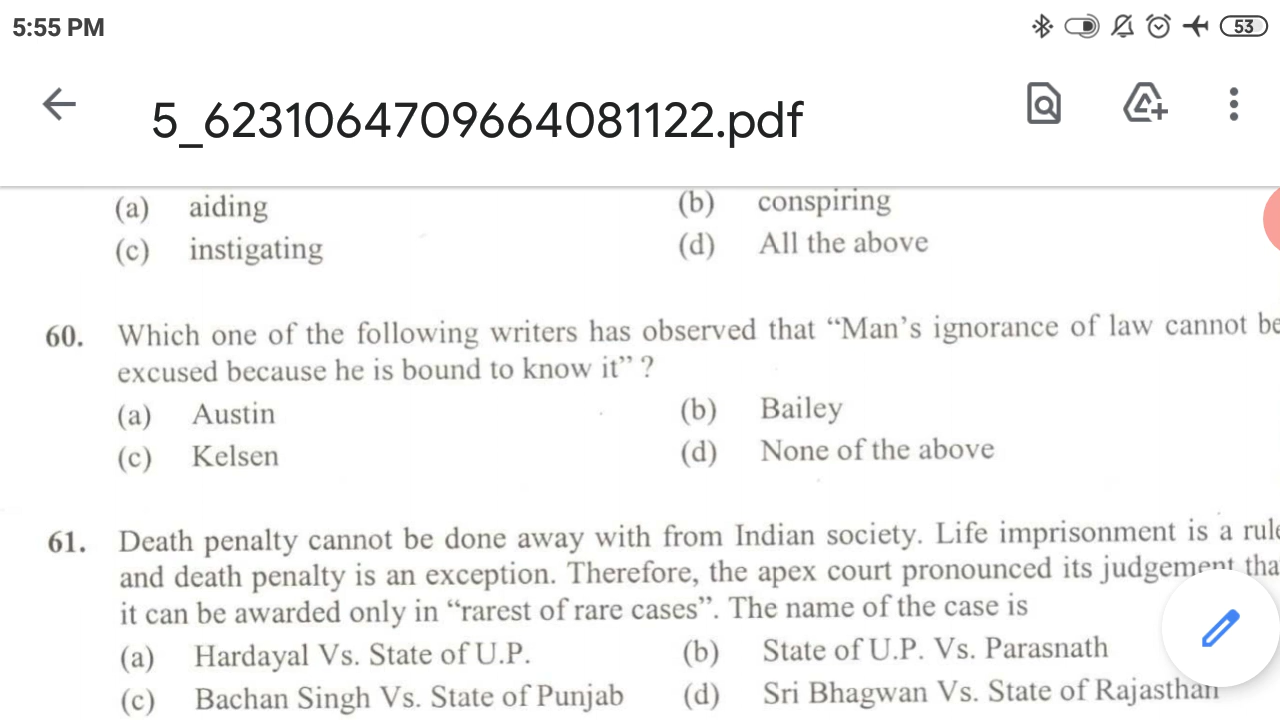 5:55 PM
53
5_6231064709664081122.pdf
(a) aiding (b) conspiring
(c) instigating (d) All the above
60. Which one of the following writers has observed that “Man’s ignorance of law cannot be
excused because he is bound to know it” ?
(a) Austin (b) Bailey
(c) Kelsen (d) None of the above
61. Death penalty cannot be done away with from Indian society. Life imprisonment is a rule
and death penalty is an exception. Therefore, the apex court pronounced its judgement tha
it can be awarded only in “rarest of rare cases”. The name of the case is
(a) Hardayal Vs. State of U.P. (b) State of U.P. Vs. Parasnath
(c) Bachan Singh Vs. State of Punjab (d) Sri Bhagwan Vs. State of Rajasthan